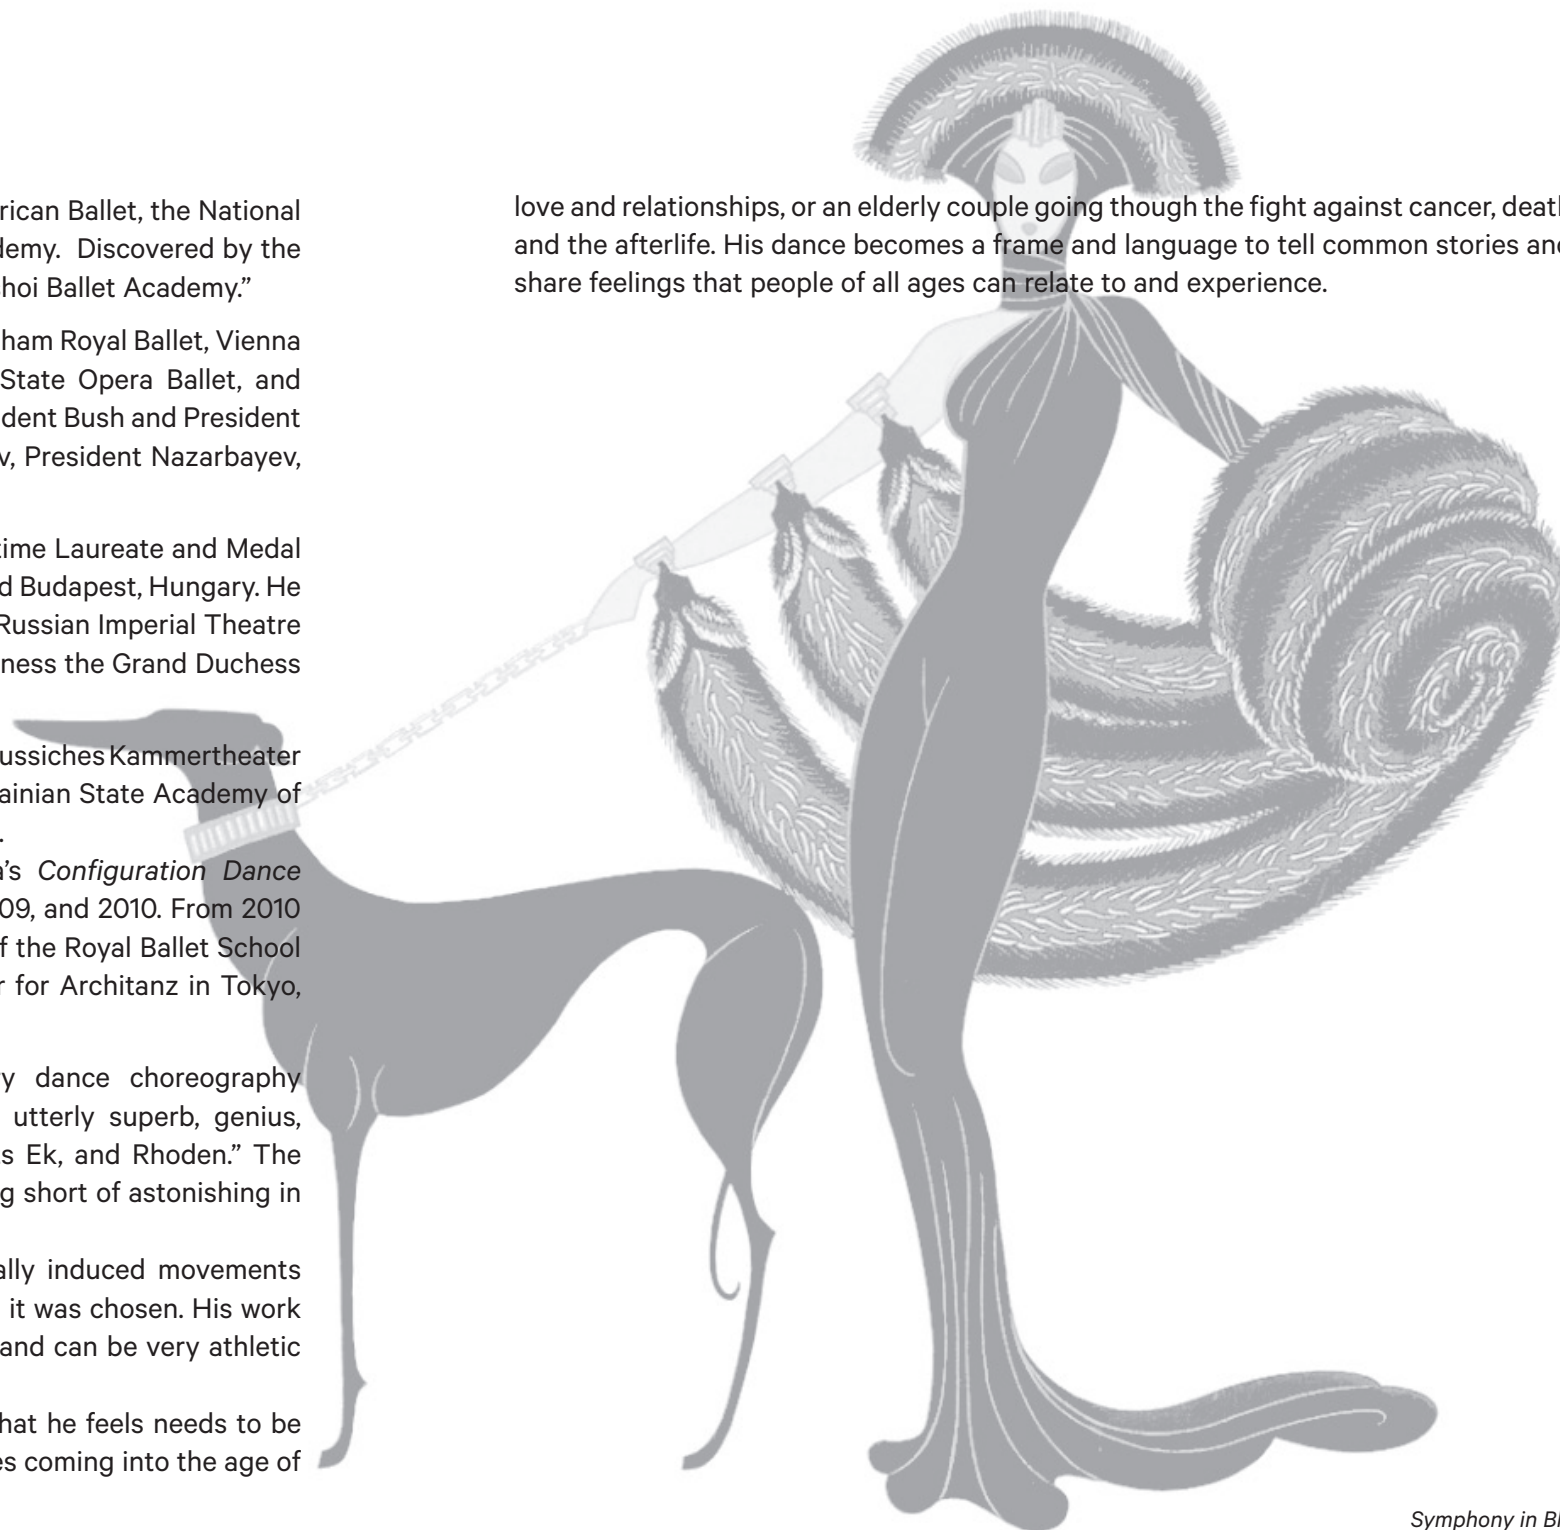 rican Ballet, the National
demy. Discovered by the
hoi Ballet Academy.”
ham Royal Ballet, Vienna
State Opera Ballet, and
dent Bush and President
v, President Nazarbayev,
time Laureate and Medal
d Budapest, Hungary. He
Russian Imperial Theatre
ness the Grand Duchess
ussiches Kammertheater
ainian State Academy of
.
a’s Configuration Dance
09, and 2010. From 2010
f the Royal Ballet School
r for Architanz in Tokyo,
ry dance choreography
utterly superb, genius,
s Ek, and Rhoden.” The
g short of astonishing in
ally induced movements
it was chosen. His work
and can be very athletic
hat he feels needs to be
es coming into the age of
love and relationships, or an elderly couple going though the fight against cancer, death
and the afterlife. His dance becomes a frame and language to tell common stories and
share feelings that people of all ages can relate to and experience.
Symphony in Bl